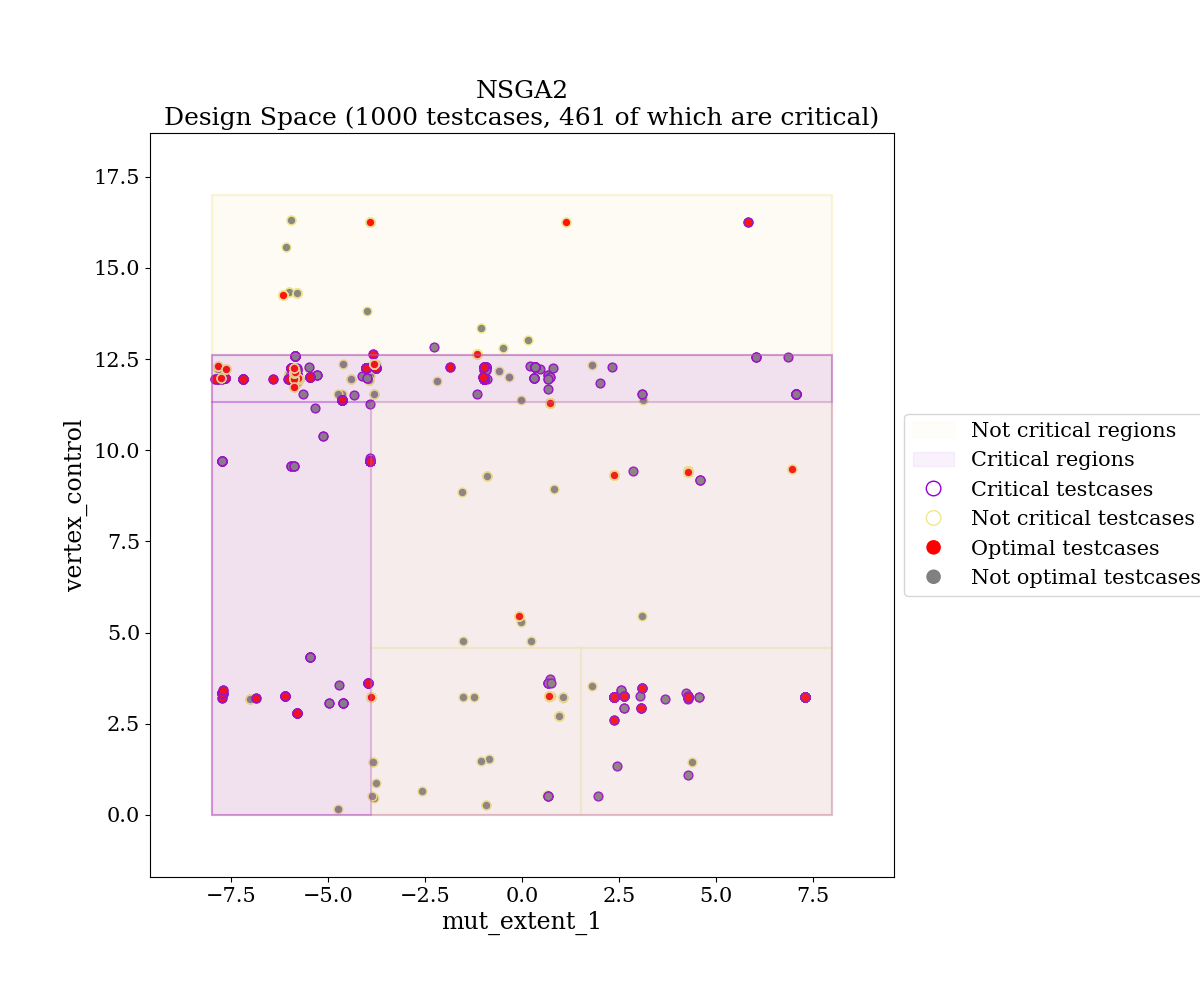 NSGA2
Design Space (1000 testcases, 461 of which are critical)
17.5
15.0
12.5
10.0
7.5
5.0
2.5
0.0
vertex_control
−7.5
−5.0
−2.5
0.0
2.5
5.0
7.5
mut_extent_1
Not critical regions
Critical regions
Critical testcases
Not critical testcases
Optimal testcases
Not optimal testcases